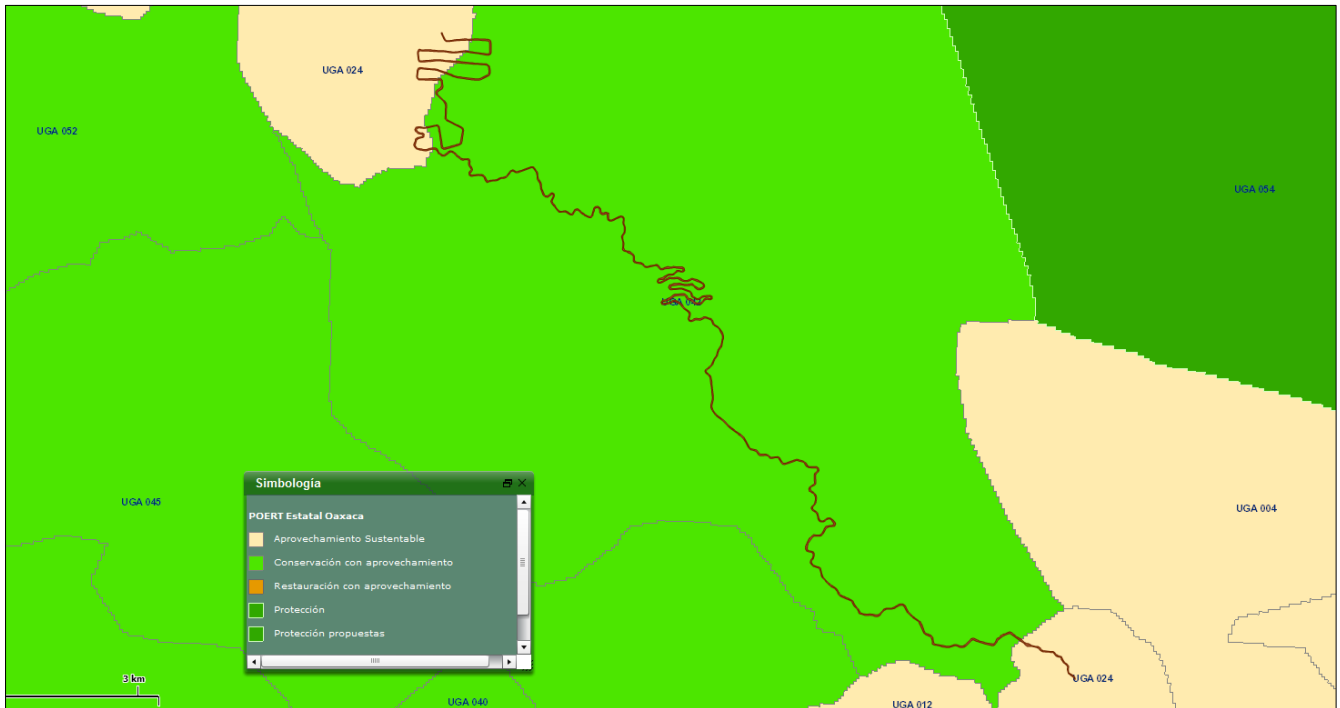 UGA 024
UGA 052
UGA 054
UGA 045
UGA 004
Simbología
POERT Estatal Oaxaca
Aprovechamiento Sustentable
Conservación con aprovechamiento
Restauración con aprovechamiento
Protección
Protección propuestas
3 km
UGA 024
UGA 040
UGA 012